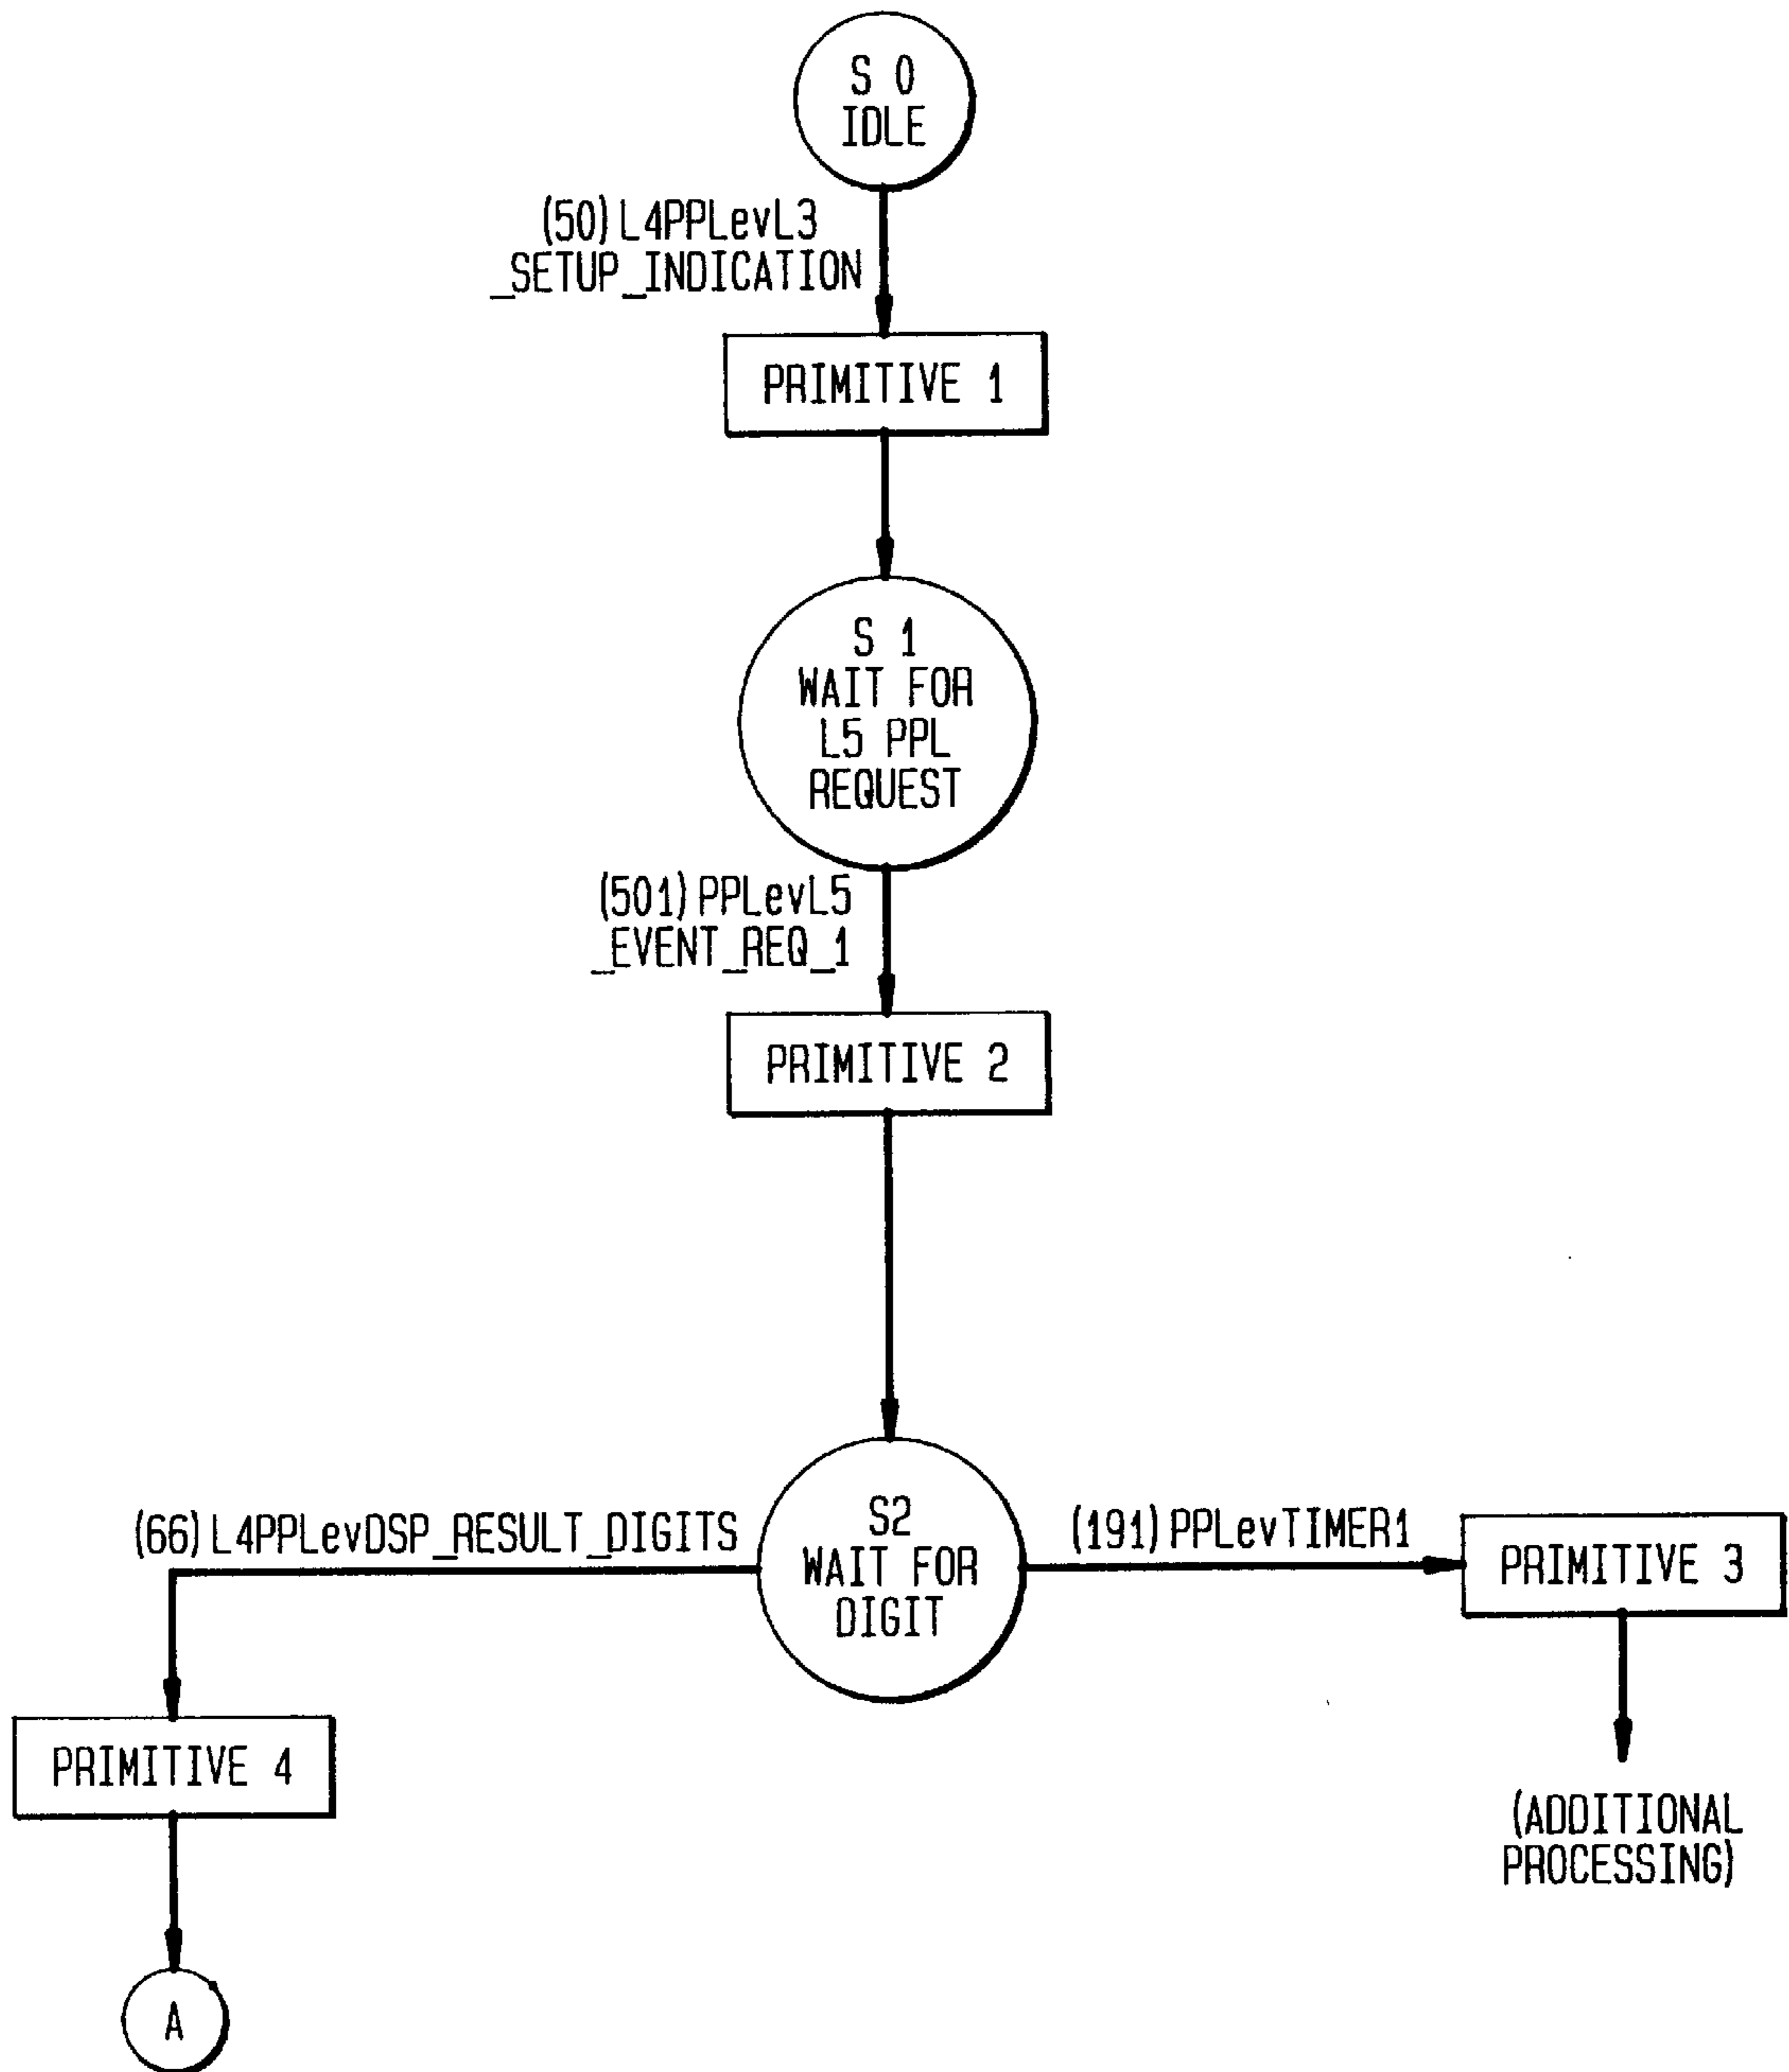 S 0
IDLE
(50) L4PPLevL3
_SETUP_INDICATION
PRIMITIVE 1
S 1
WAIT FOR
L5 PPL
REQUEST
(501) PPLevL5
_EVENT_REQ_1
PRIMITIVE 2
S2
WAIT FOR
DIGIT
(66) L4PPLevDSP_RESULT_DIGITS
(191) PPLevTIMER1
PRIMITIVE 3
PRIMITIVE 4
(ADDITIONAL
PROCESSING)
A